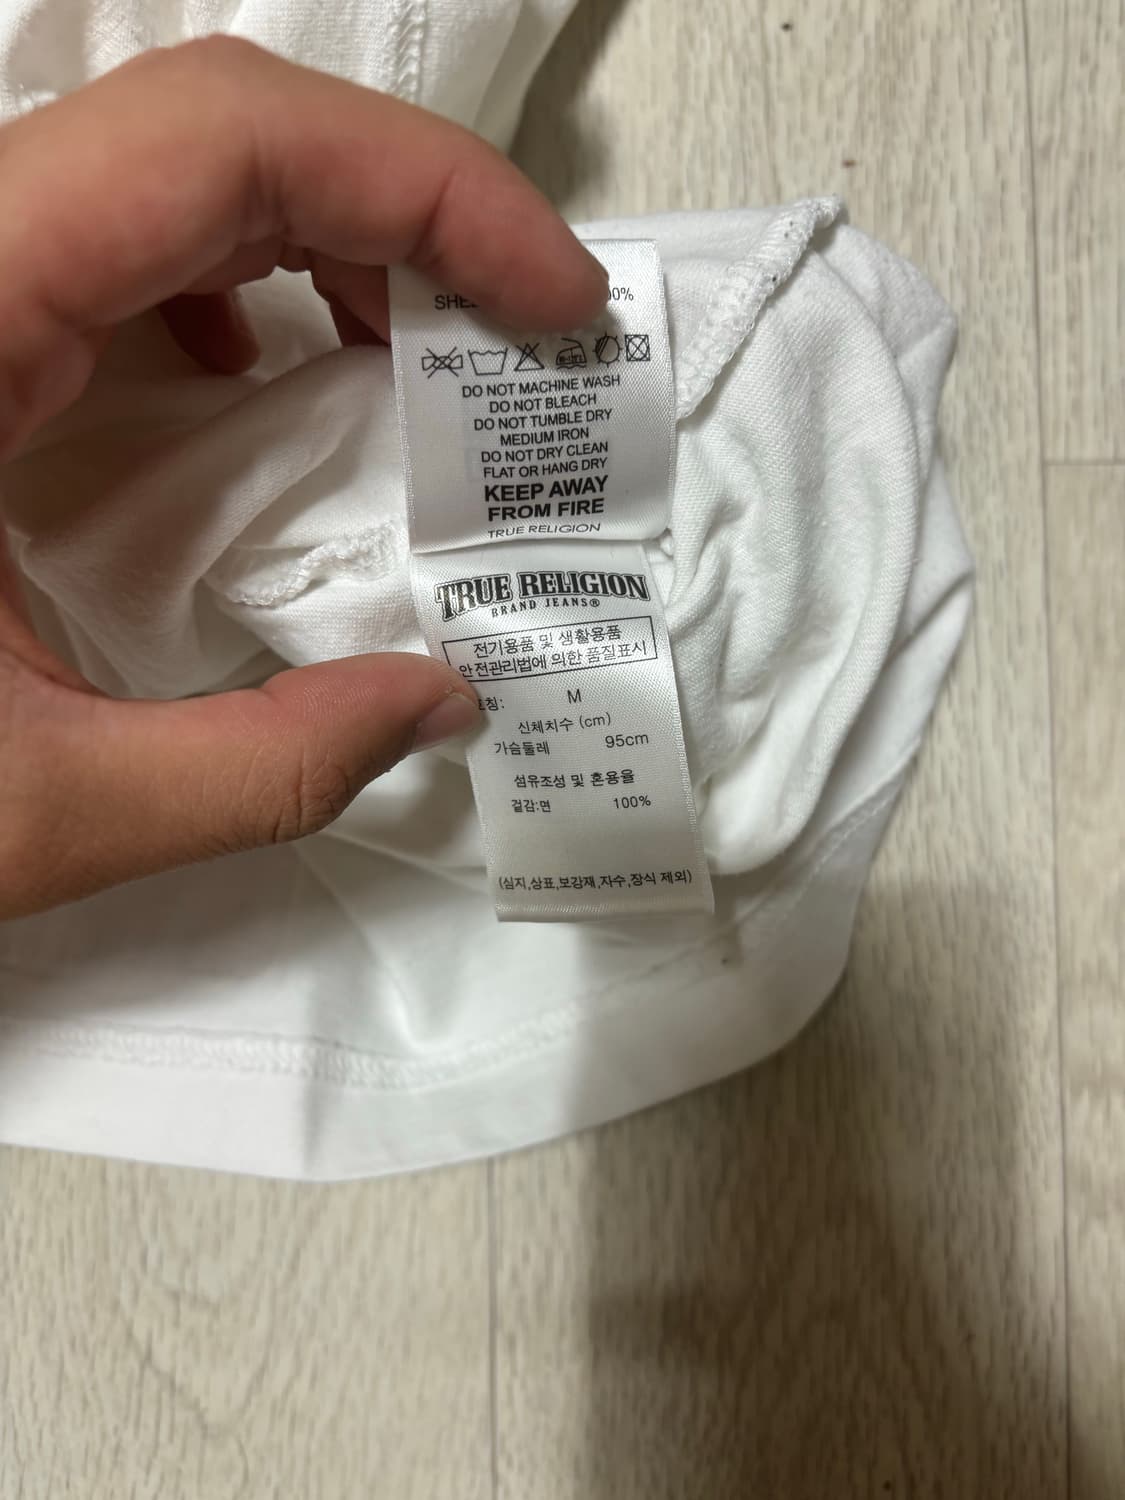 DO NOT MACHINE WASH
DO NOT BLEACH
DO NOT TUMBLE DRY
MEDIUM IRON
DO NOT DRY CLEAN
FLAT OR HANG DRY
KEEP AWAY
FROM FIRE
TRUE RELIGION
TRUE RELIGION
BRAND JEANS®
전기용품 및 생활용품
안전관리법에 의한 품질표시
M
신체치수 (cm)
가슴둘레 95cm
섬유조성 및 혼용율
겉감:면 100%
(심지,상표,보강재,자수,장식 제외)